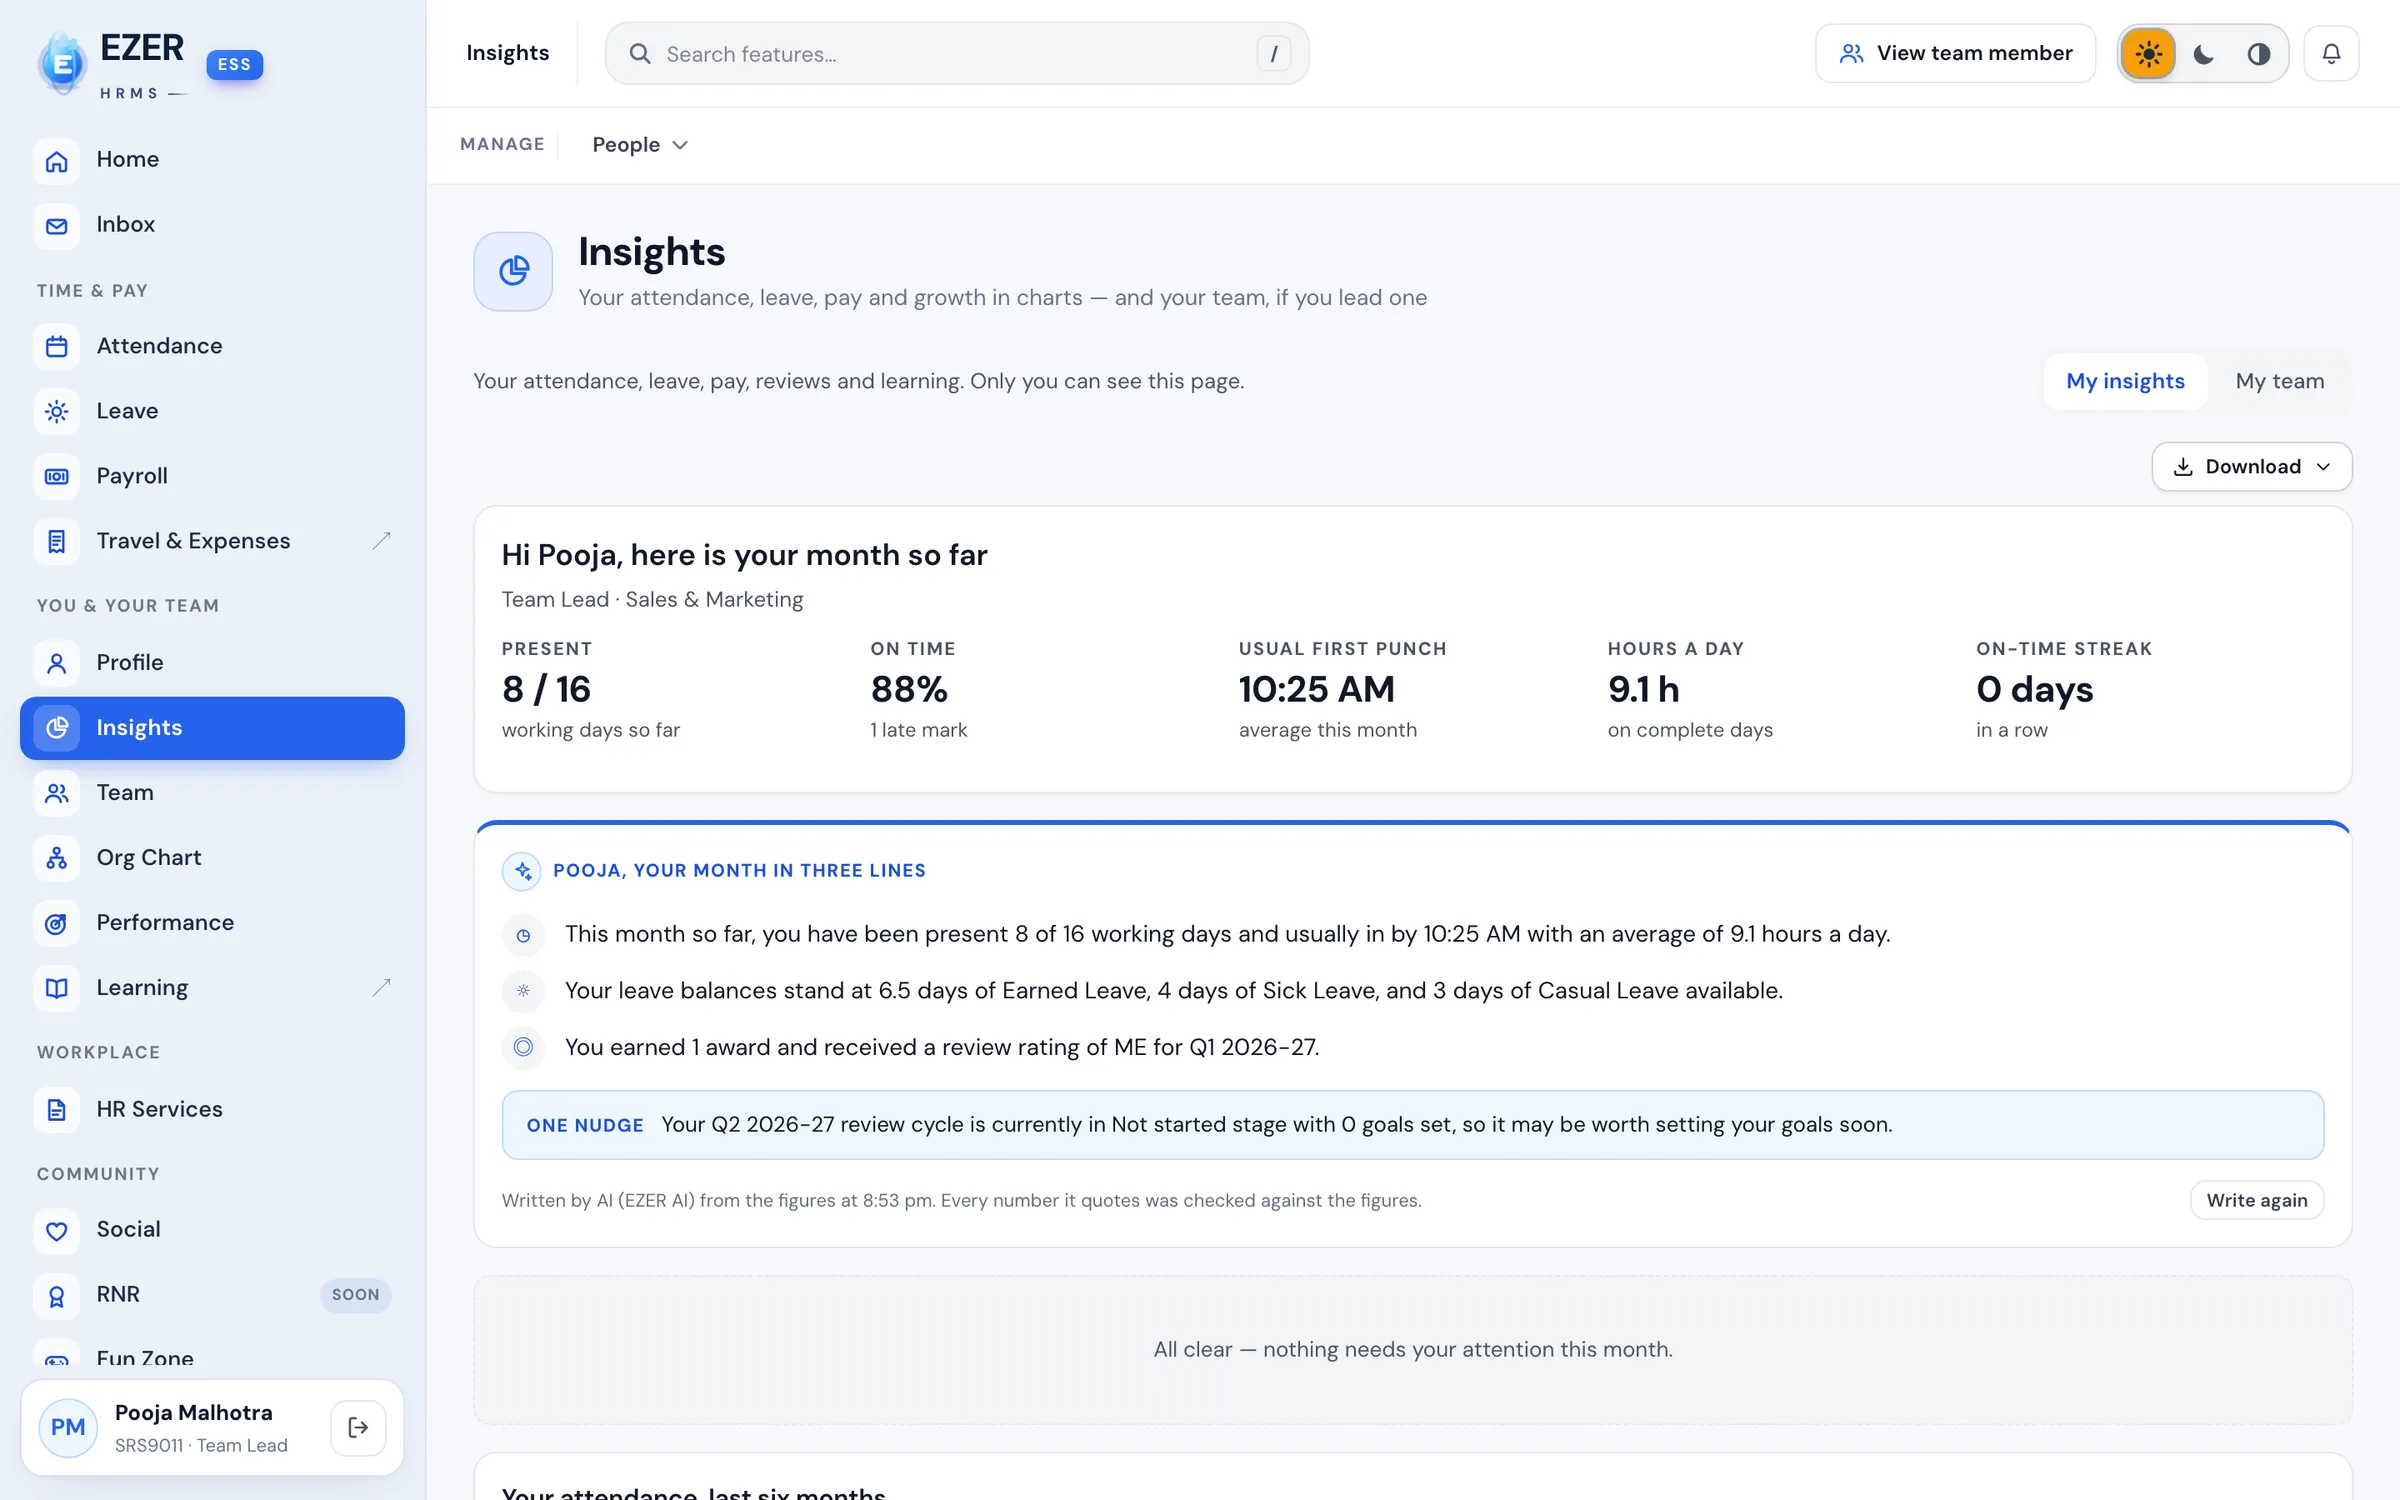 EZER
HRMS
ESS
Home
Inbox
TIME & PAY
Attendance
Leave
Payroll
Travel & Expenses
YOU & YOUR TEAM
Profile
Insights
Team
Org Chart
Performance
Learning
WORKPLACE
HR Services
COMMUNITY
Social
RNR SOON
Fun Zone
PM
Pooja Malhotra
SRS9011 · Team Lead
Insights
Search features... /
View team member
MANAGE
People
Insights
Your attendance, leave, pay and growth in charts — and your team, if you lead one
Your attendance, leave, pay, reviews and learning. Only you can see this page.
My insights My team
Download
Hi Pooja, here is your month so far
Team Lead · Sales & Marketing
PRESENT
8 / 16
working days so far
ON TIME
88%
1 late mark
USUAL FIRST PUNCH
10:25 AM
average this month
HOURS A DAY
9.1 h
on complete days
ON-TIME STREAK
0 days
in a row
POOJA, YOUR MONTH IN THREE LINES
This month so far, you have been present 8 of 16 working days and usually in by 10:25 AM with an average of 9.1 hours a day.
Your leave balances stand at 6.5 days of Earned Leave, 4 days of Sick Leave, and 3 days of Casual Leave available.
You earned 1 award and received a review rating of ME for Q1 2026-27.
ONE NUDGE Your Q2 2026-27 review cycle is currently in Not started stage with 0 goals set, so it may be worth setting your goals soon.
Written by AI (EZER AI) from the figures at 8:53 pm. Every number it quotes was checked against the figures.
Write again
All clear — nothing needs your attention this month.
Your attendance, last six months